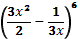 (3x²/2 − 1/3x)⁶